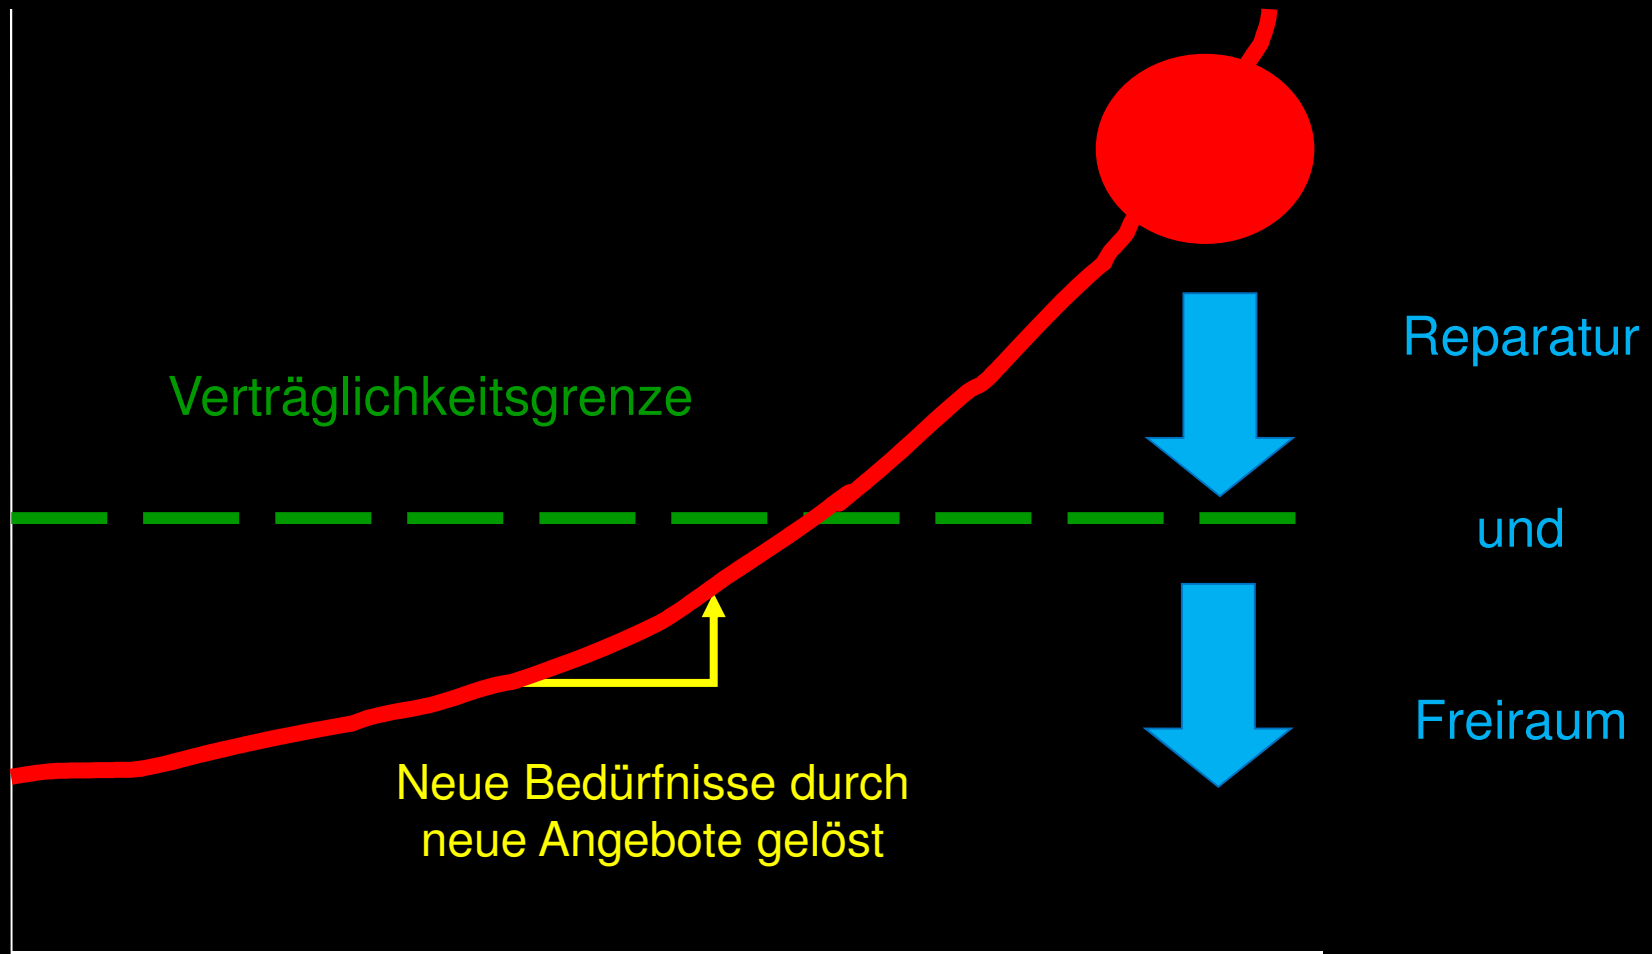 Reparatur
Verträglichkeitsgrenze
und
Freiraum
Neue Bedürfnisse durch
neue Angebote gelöst